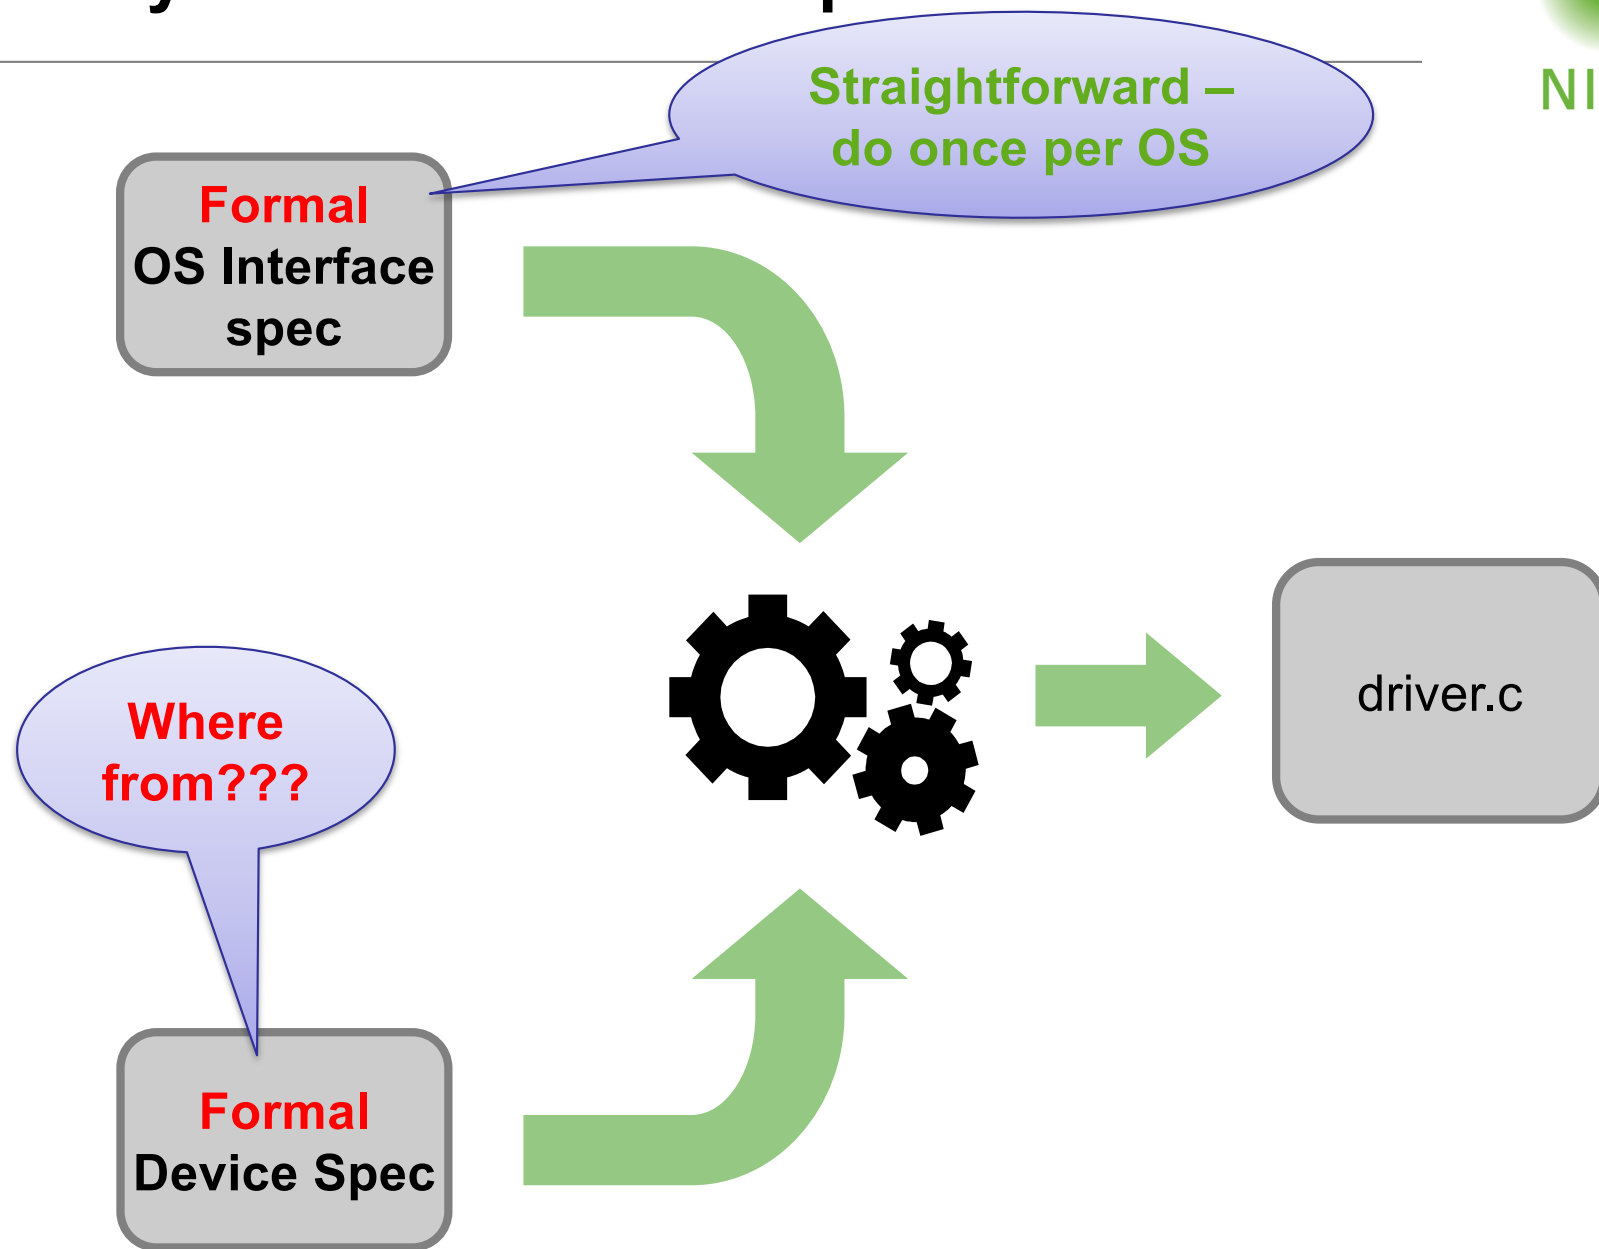 Straightforward –
do once per OS
NI
Formal
OS Interface
spec
Where
from???
driver.c
Formal
Device Spec